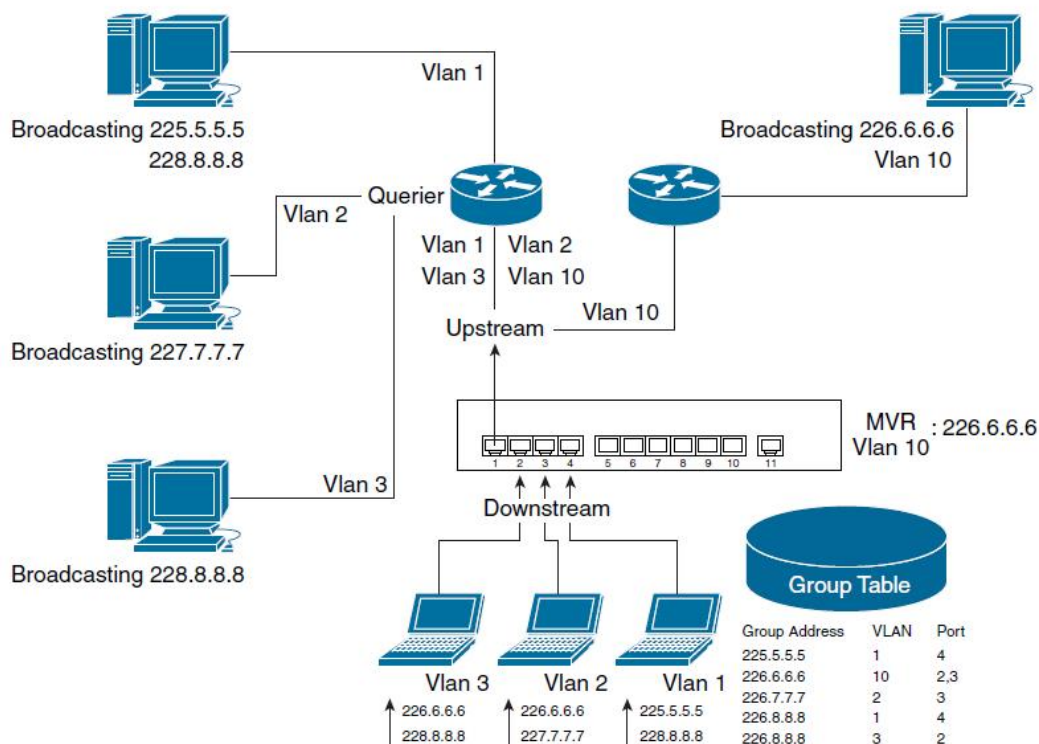 Vlan 1
Broadcasting 225.5.5.5
228.8.8.8
Broadcasting 226.6.6.6
Vlan 10
Vlan 2
Querier
Vlan 1 Vlan 2
Vlan 3 Vlan 10
Vlan 10
Upstream
Broadcasting 227.7.7.7
MVR : 226.6.6.6
Vlan 10
1 2 3 4 5 6 7 8 9 10 11
Vlan 3
Downstream
Broadcasting 228.8.8.8
Group Table
Vlan 3
226.6.6.6
228.8.8.8
Vlan 2
226.6.6.6
227.7.7.7
Vlan 1
225.5.5.5
228.8.8.8
Group Address VLAN Port
225.5.5.5 1 4
226.6.6.6 10 2,3
226.7.7.7 2 3
226.8.8.8 1 4
226.8.8.8 3 2